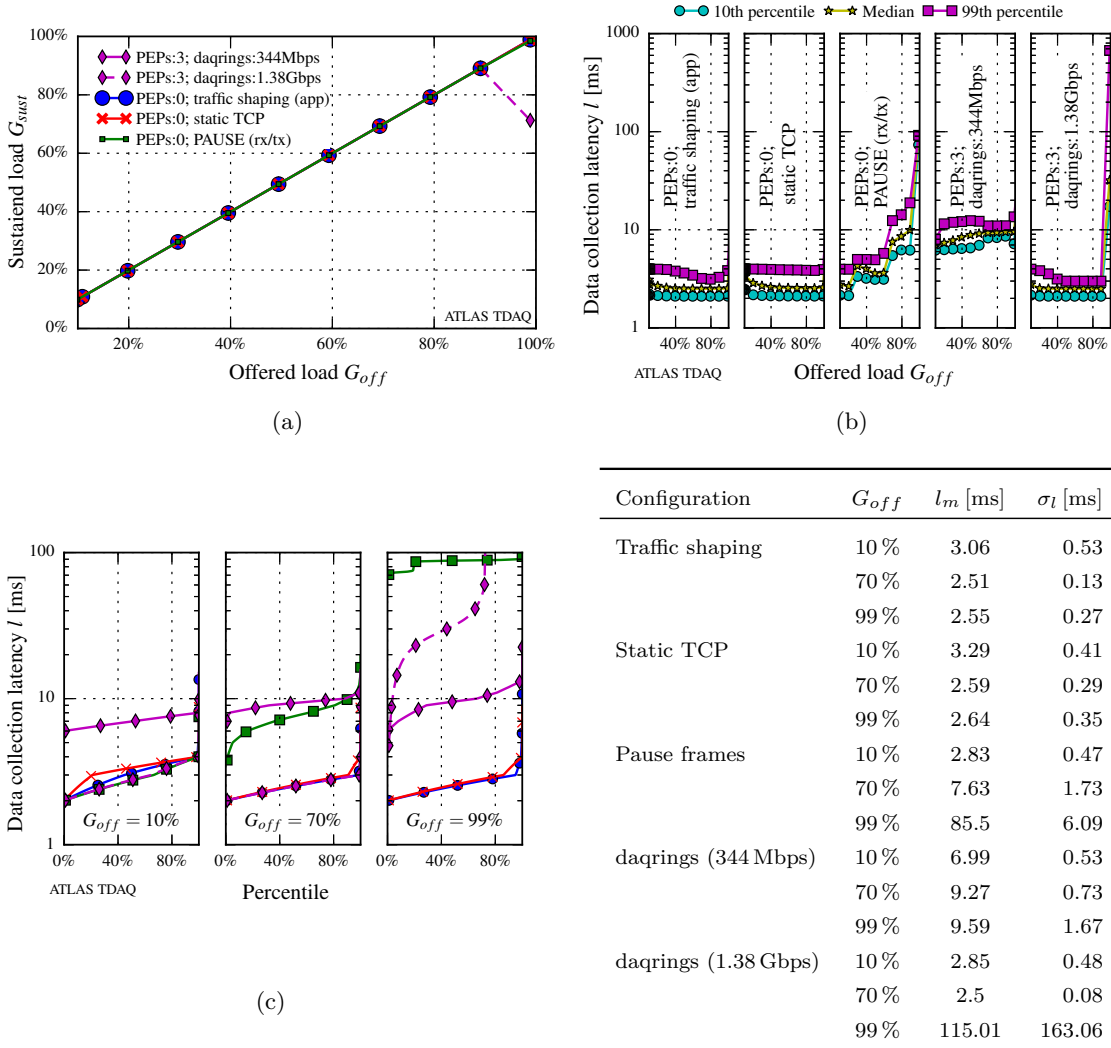 100%
80%
60%
40%
20%
0%
Sustaiend load G_sust
PEPs:3; daqrings:344Mbps
PEPs:3; daqrings:1.38Gbps
PEPs:0; traffic shaping (app)
PEPs:0; static TCP
PEPs:0; PAUSE (rx/tx)
ATLAS TDAQ
20% 40% 60% 80% 100%
Offered load G_off
(a)
10th percentile Median 99th percentile
1000
100
10
1
Data collection latency l [ms]
PEPs:0;
traffic shaping (app)
PEPs:0;
static TCP
PEPs:0;
PAUSE (rx/tx)
PEPs:3;
daqrings:344Mbps
PEPs:3;
daqrings:1.38Gbps
40% 80% 40% 80% 40% 80% 40% 80% 40% 80%
ATLAS TDAQ
Offered load G_off
(b)
100
10
1
Data collection latency l [ms]
G_off = 10%
G_off = 70%
G_off = 99%
0% 40% 80% 0% 40% 80% 0% 40% 80%
ATLAS TDAQ
Percentile
(c)
Configuration G_off l_m [ms] σ_l [ms]
Traffic shaping 10 % 3.06 0.53
70 % 2.51 0.13
99 % 2.55 0.27
Static TCP 10 % 3.29 0.41
70 % 2.59 0.29
99 % 2.64 0.35
Pause frames 10 % 2.83 0.47
70 % 7.63 1.73
99 % 85.5 6.09
daqrings (344 Mbps) 10 % 6.99 0.53
70 % 9.27 0.73
99 % 9.59 1.67
daqrings (1.38 Gbps) 10 % 2.85 0.48
70 % 2.5 0.08
99 % 115.01 163.06